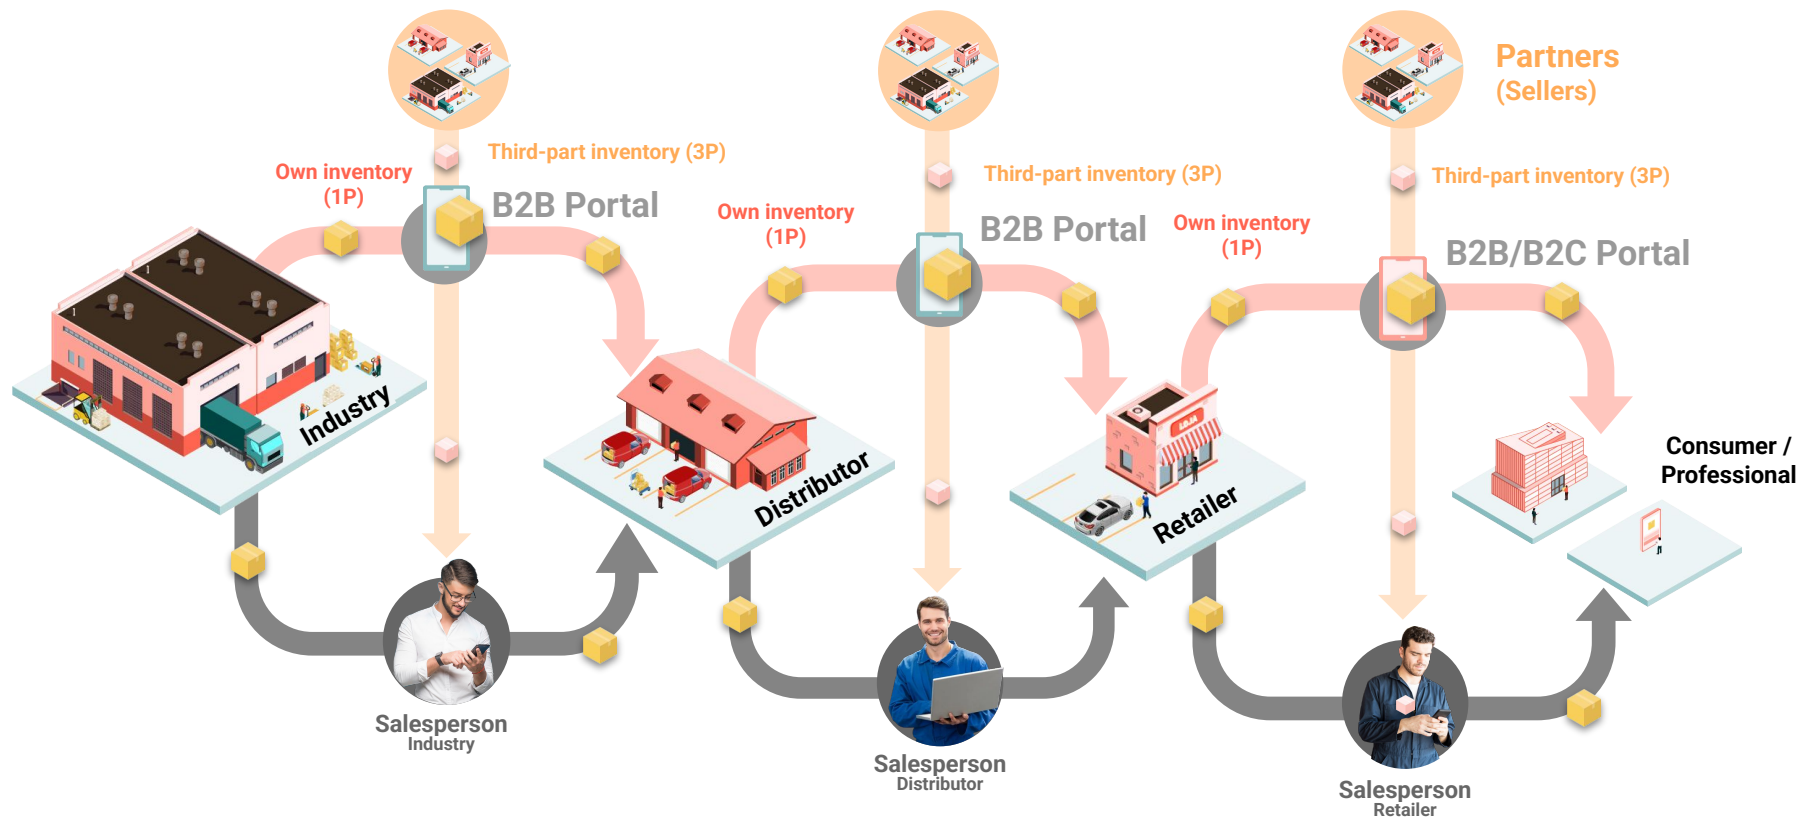 Partners
(Sellers)
Third-part inventory (3P)
Own inventory
(1P)
B2B Portal
Third-part inventory (3P)
Own inventory
(1P)
B2B Portal
Third-part inventory (3P)
Own inventory
(1P)
B2B/B2C Portal
Industry
Distributor
LOJA
Retailer
Consumer /
Professional
Salesperson
Industry
Salesperson
Distributor
Salesperson
Retailer